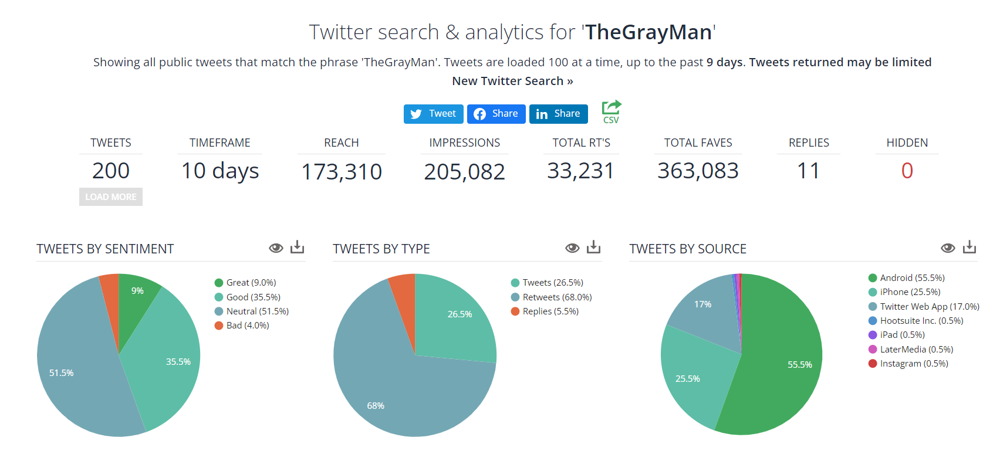 Twitter search & analytics for 'TheGrayMan'
Showing all public tweets that match the phrase 'TheGrayMan'. Tweets are loaded 100 at a time, up to the past 9 days. Tweets returned may be limited
New Twitter Search »
Tweet
Share
Share
CSV
TWEETS
200
LOAD MORE
TIMEFRAME
10 days
REACH
173,310
IMPRESSIONS
205,082
TOTAL RT'S
33,231
TOTAL FAVES
363,083
REPLIES
11
HIDDEN
0
TWEETS BY SENTIMENT
9%
35.5%
51.5%
Great (9.0%)
Good (35.5%)
Neutral (51.5%)
Bad (4.0%)
TWEETS BY TYPE
26.5%
68%
Tweets (26.5%)
Retweets (68.0%)
Replies (5.5%)
TWEETS BY SOURCE
17%
25.5%
55.5%
Android (55.5%)
iPhone (25.5%)
Twitter Web App (17.0%)
Hootsuite Inc. (0.5%)
iPad (0.5%)
LaterMedia (0.5%)
Instagram (0.5%)